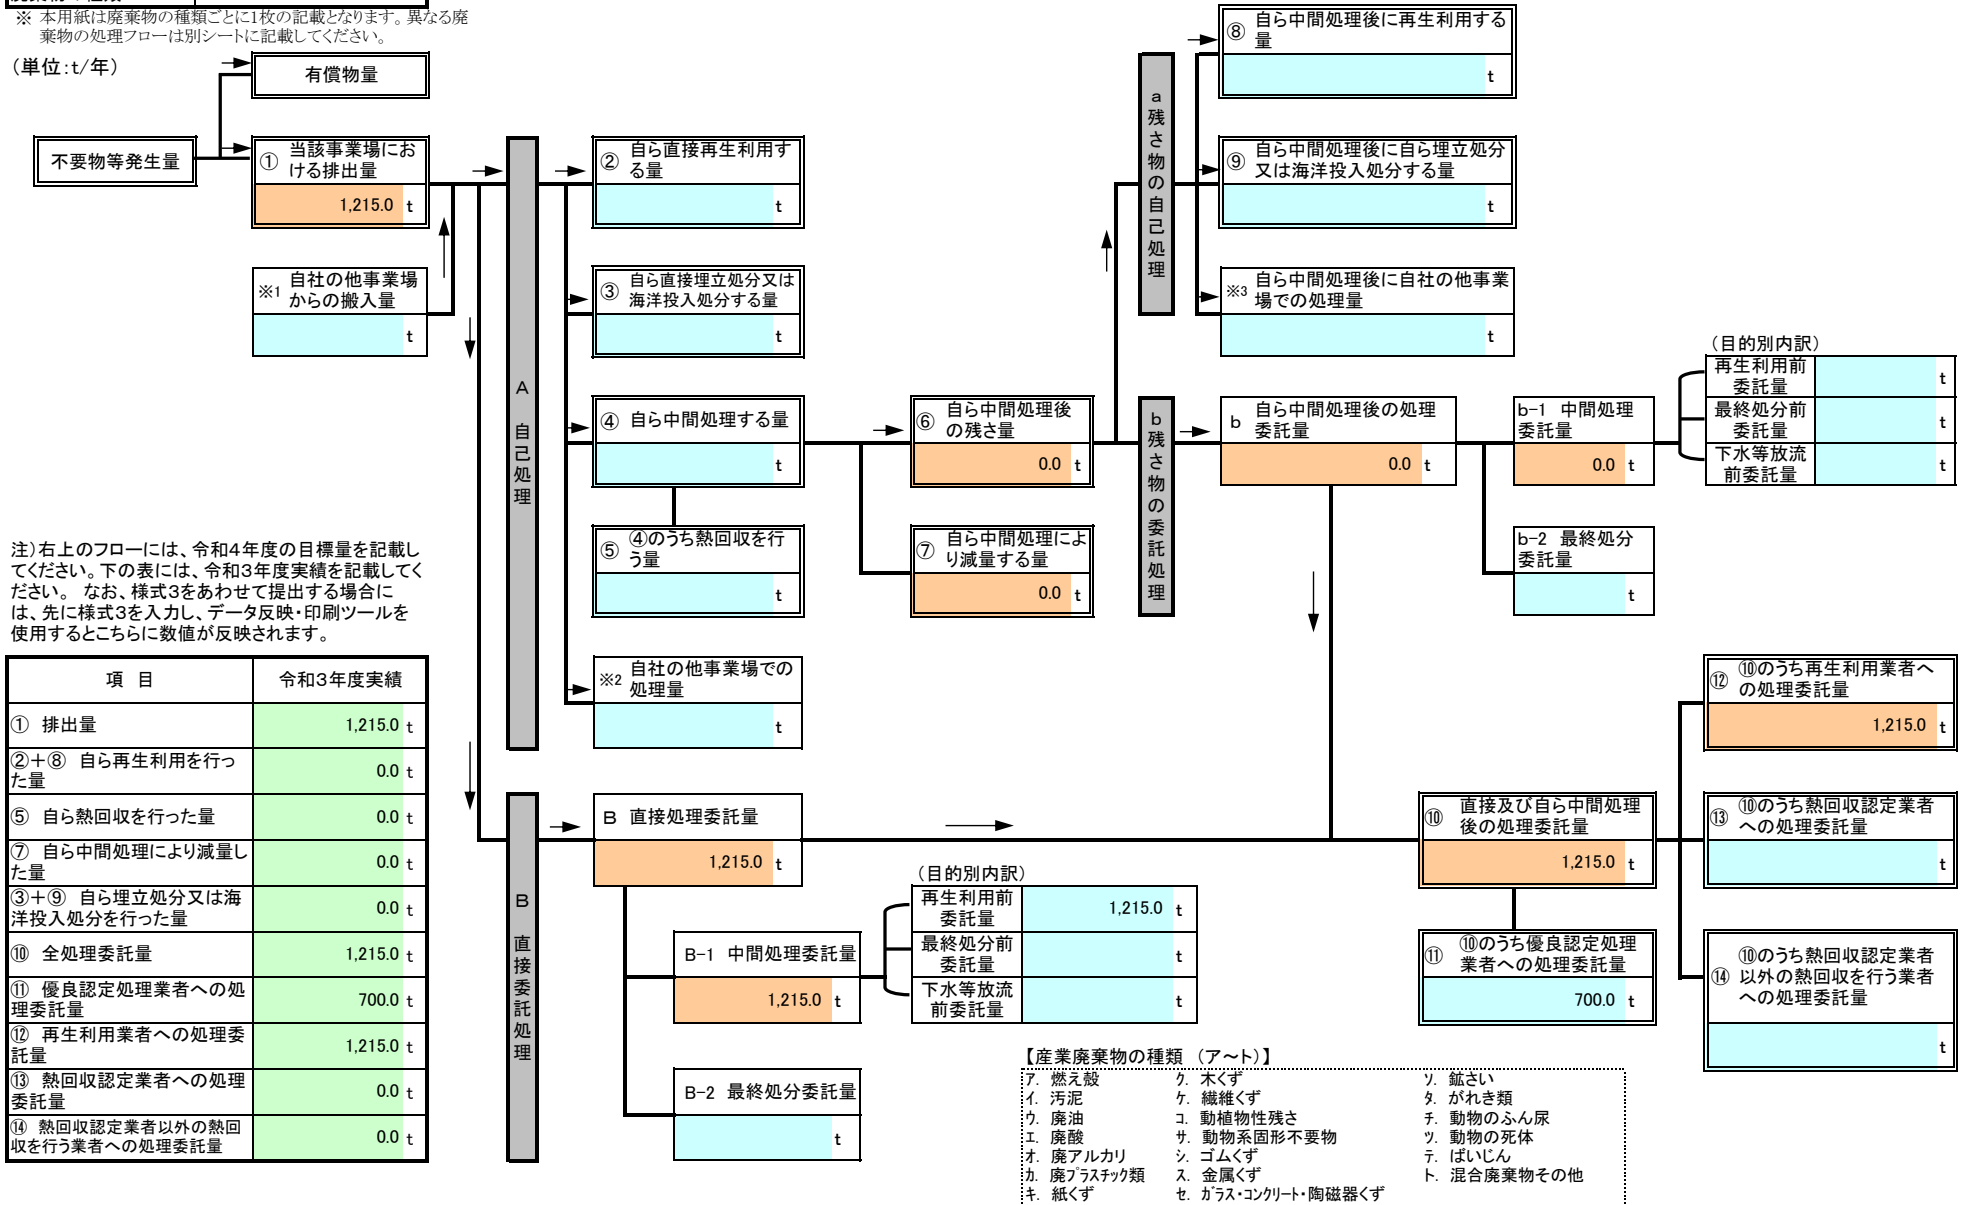 ※ 本用紙は廃棄物の種類ごとに1枚の記載となります。異なる廃
棄物の処理フローは別シートに記載してください。
（単位：t/年）
有償物量
不要物等発生量
① 当該事業場にお
ける排出量
1,215.0 t
※1 自社の他事業場
からの搬入量
t
A 自己処理
② 自ら直接再生利用す
る量
t
③ 自ら直接埋立処分又は
海洋投入処分する量
t
④ 自ら中間処理する量
t
⑤ ④のうち熱回収を行
う量
t
※2 自社の他事業場での
処理量
t
⑥ 自ら中間処理後
の残さ量
0.0 t
⑦ 自ら中間処理によ
り減量する量
0.0 t
a残さ物の自己処理
⑧ 自ら中間処理後に再生利用する
量
t
⑨ 自ら中間処理後に自ら埋立処分
又は海洋投入処分する量
t
※3 自ら中間処理後に自社の他事業
場での処理量
t
b残さ物の委託処理
b 自ら中間処理後の処理
委託量
0.0 t
b-1 中間処理
委託量
0.0 t
（目的別内訳）
再生利用前
委託量
t
最終処分前
委託量
t
下水等放流
前委託量
t
b-2 最終処分
委託量
t
注）右上のフローには、令和4年度の目標量を記載し
てください。下の表には、令和3年度実績を記載してく
ださい。 なお、様式3をあわせて提出する場合に
は、先に様式3を入力し、データ反映・印刷ツールを
使用するとこちらに数値が反映されます。
項 目 令和3年度実績
① 排出量 1,215.0 t
②＋⑧ 自ら再生利用を行っ
た量 0.0 t
⑤ 自ら熱回収を行った量 0.0 t
⑦ 自ら中間処理により減量し
た量 0.0 t
③＋⑨ 自ら埋立処分又は海
洋投入処分を行った量 0.0 t
⑩ 全処理委託量 1,215.0 t
⑪ 優良認定処理業者への処
理委託量 700.0 t
⑫ 再生利用業者への処理委
託量 1,215.0 t
⑬ 熱回収認定業者への処理
委託量 0.0 t
⑭ 熱回収認定業者以外の熱回
収を行う業者への処理委託量 0.0 t
B 直接委託処理
B 直接処理委託量
1,215.0 t
B-1 中間処理委託量
1,215.0 t
B-2 最終処分委託量
t
（目的別内訳）
再生利用前
委託量
1,215.0 t
最終処分前
委託量
t
下水等放流
前委託量
t
⑩ 直接及び自ら中間処理
後の処理委託量
1,215.0 t
⑪ ⑩のうち優良認定処理
業者への処理委託量
700.0 t
⑫ ⑩のうち再生利用業者へ
の処理委託量
1,215.0 t
⑬ ⑩のうち熱回収認定業者
への処理委託量
t
⑭ ⑩のうち熱回収認定業者
以外の熱回収を行う業者
への処理委託量
t
【産業廃棄物の種類 （ア～ト）】
ア. 燃え殻
イ. 汚泥
ウ. 廃油
エ. 廃酸
オ. 廃アルカリ
カ. 廃プラスチック類
キ. 紙くず
ク. 木くず
ケ. 繊維くず
コ. 動植物性残さ
サ. 動物系固形不要物
シ. ゴムくず
ス. 金属くず
セ. ガラス・コンクリート・陶磁器くず
ソ. 鉱さい
タ. がれき類
チ. 動物のふん尿
ツ. 動物の死体
テ. ばいじん
ト. 混合廃棄物その他